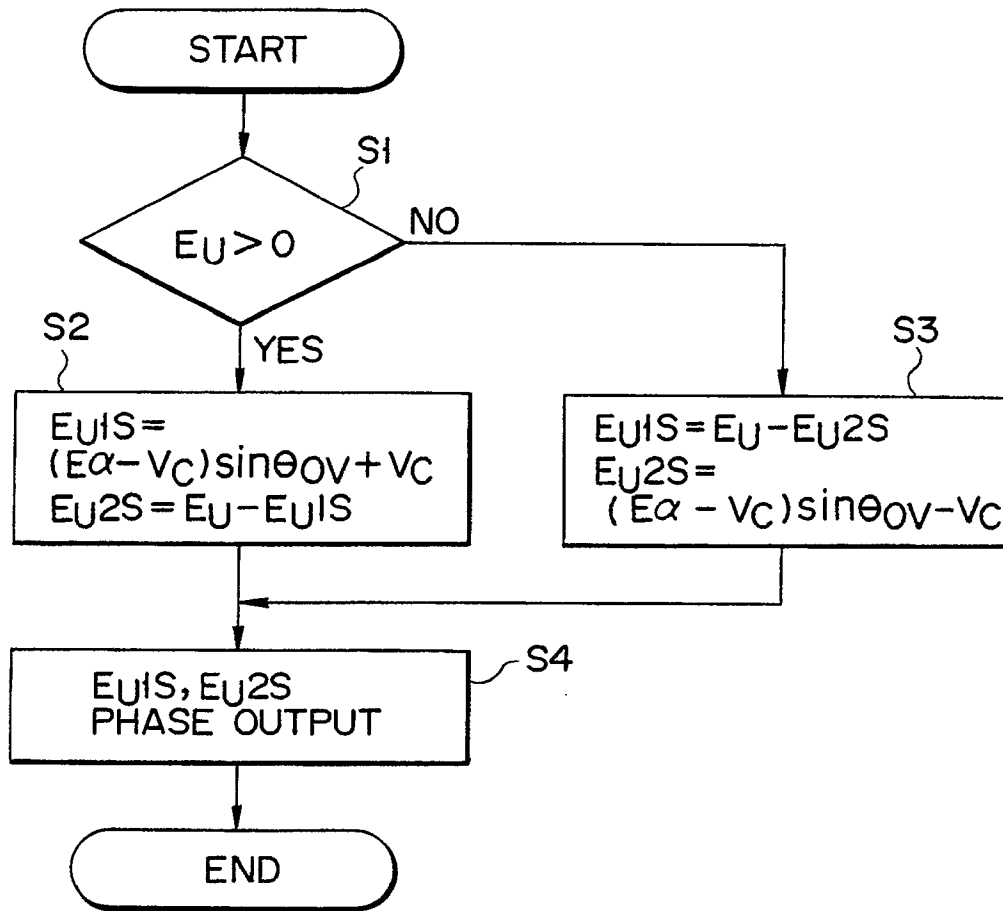 START
S1
EU>0
NO
YES
S2
EU1S=
(Eα-VC)sinθOV+VC
EU2S=EU-EU1S
S3
EU1S=EU-EU2S
EU2S=
(Eα-VC)sinθOV-VC
S4
EU1S,EU2S
PHASE OUTPUT
END